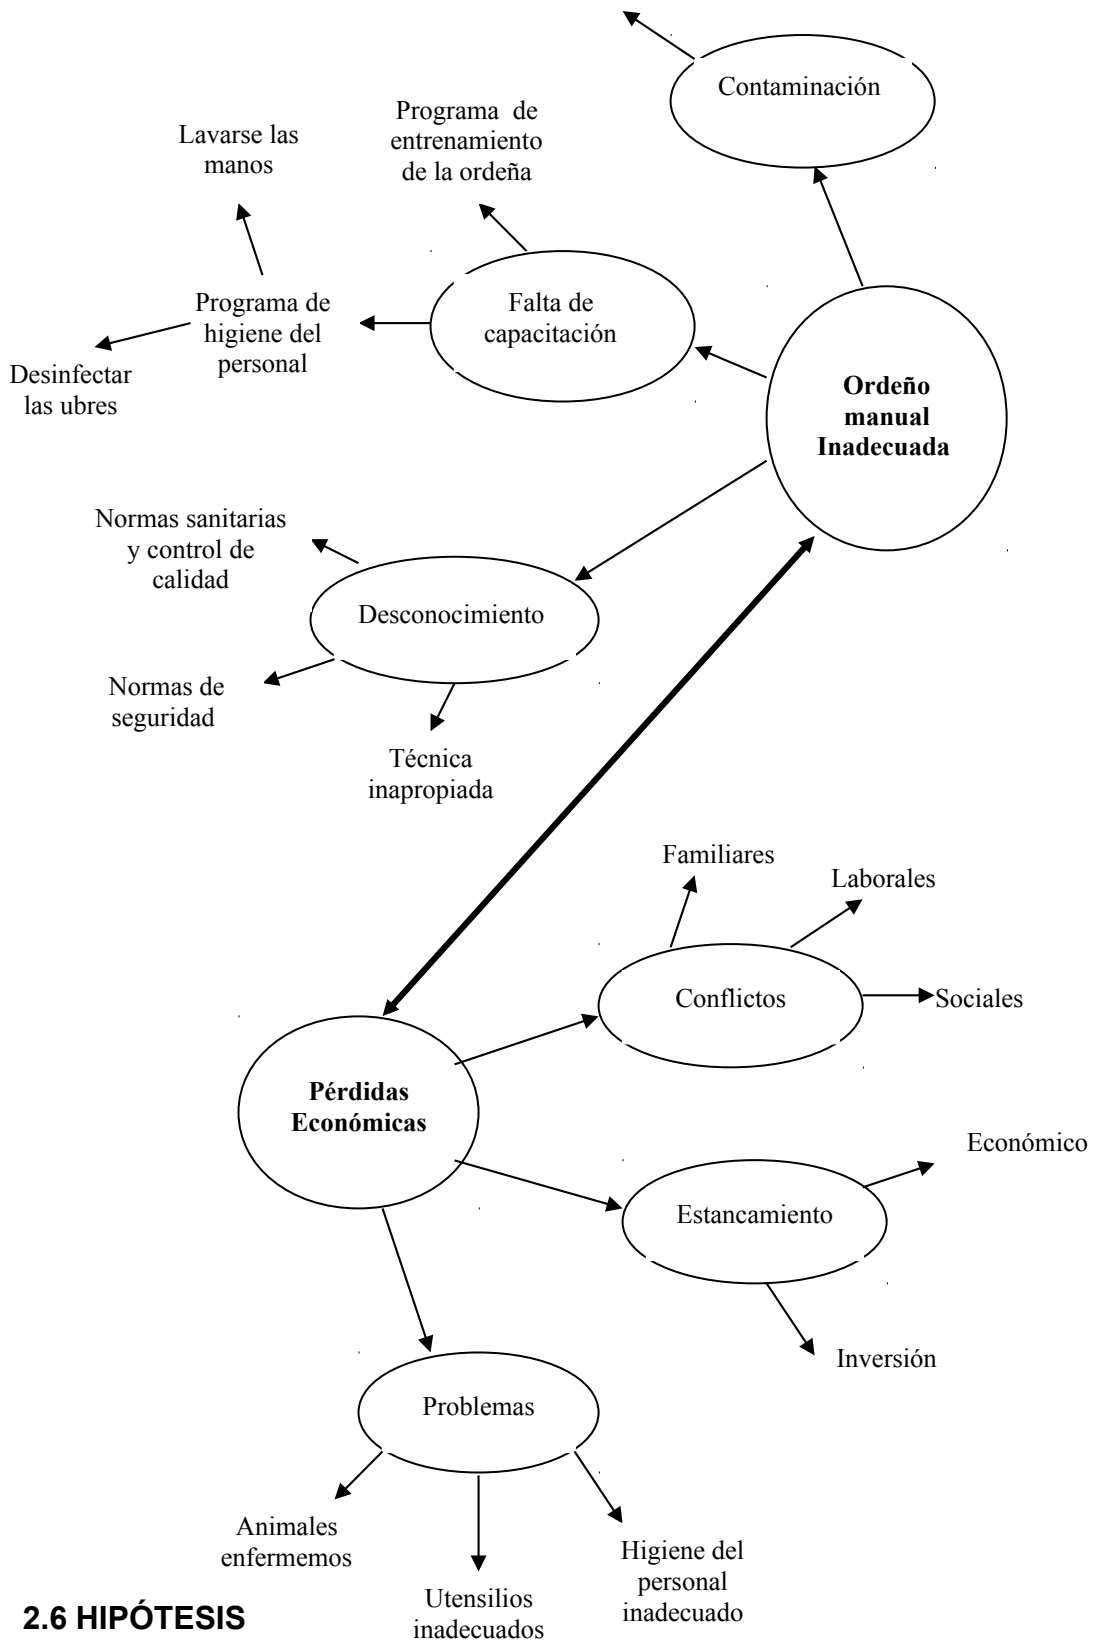 Contaminación
Programa de
entrenamiento
de la ordeña
Lavarse las
manos
Falta de
capacitación
Programa de
higiene del
personal
Desinfectar
las ubres
Ordeño
manual
Inadecuada
Normas sanitarias
y control de
calidad
Desconocimiento
Normas de
seguridad
Técnica
inapropiada
Familiares
Laborales
Conflictos
Sociales
Pérdidas
Económicas
Económico
Estancamiento
Inversión
Problemas
Animales
enfermemos
Higiene del
personal
inadecuado
Utensilios
inadecuados
2.6 HIPÓTESIS